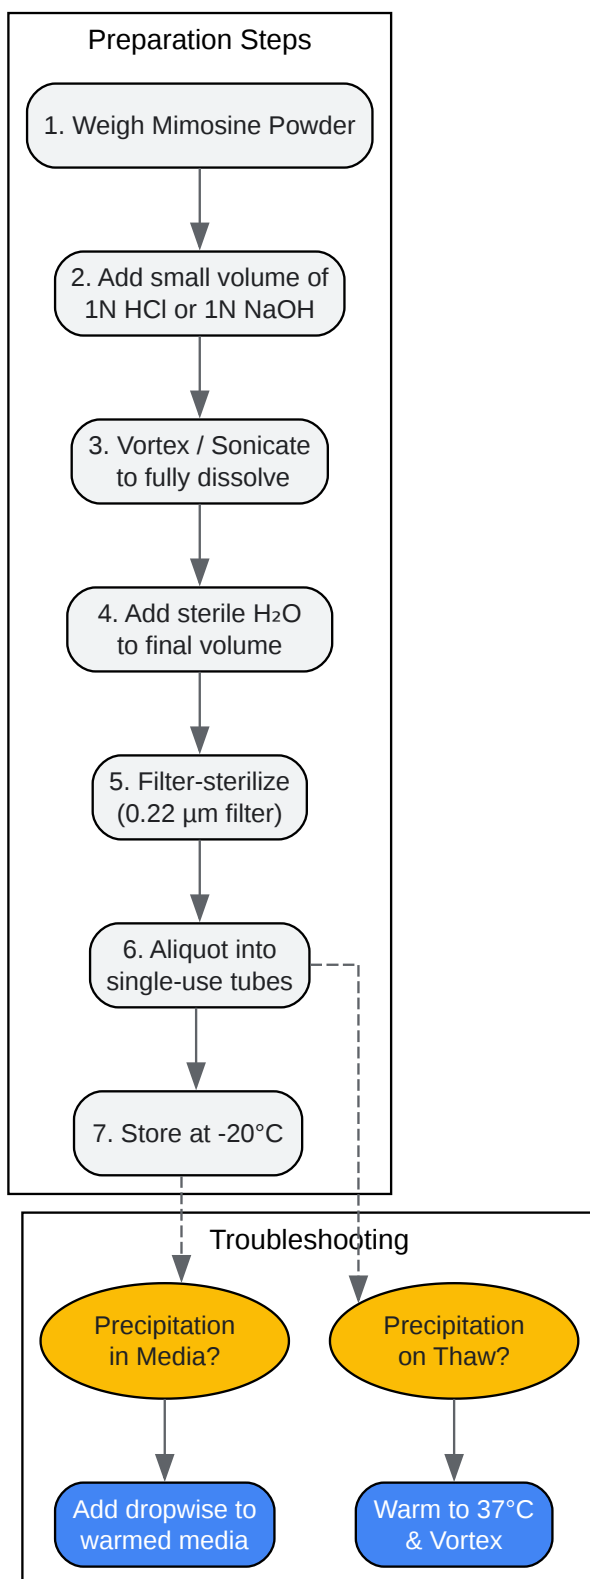 Preparation Steps
1. Weigh Mimosine Powder
2. Add small volume of
1N HCl or 1N NaOH
3. Vortex / Sonicate
to fully dissolve
4. Add sterile H₂O
to final volume
5. Filter-sterilize
(0.22 µm filter)
6. Aliquot into
single-use tubes
7. Store at -20°C
Troubleshooting
Precipitation
in Media?
Precipitation
on Thaw?
Add dropwise to
warmed media
Warm to 37°C
& Vortex